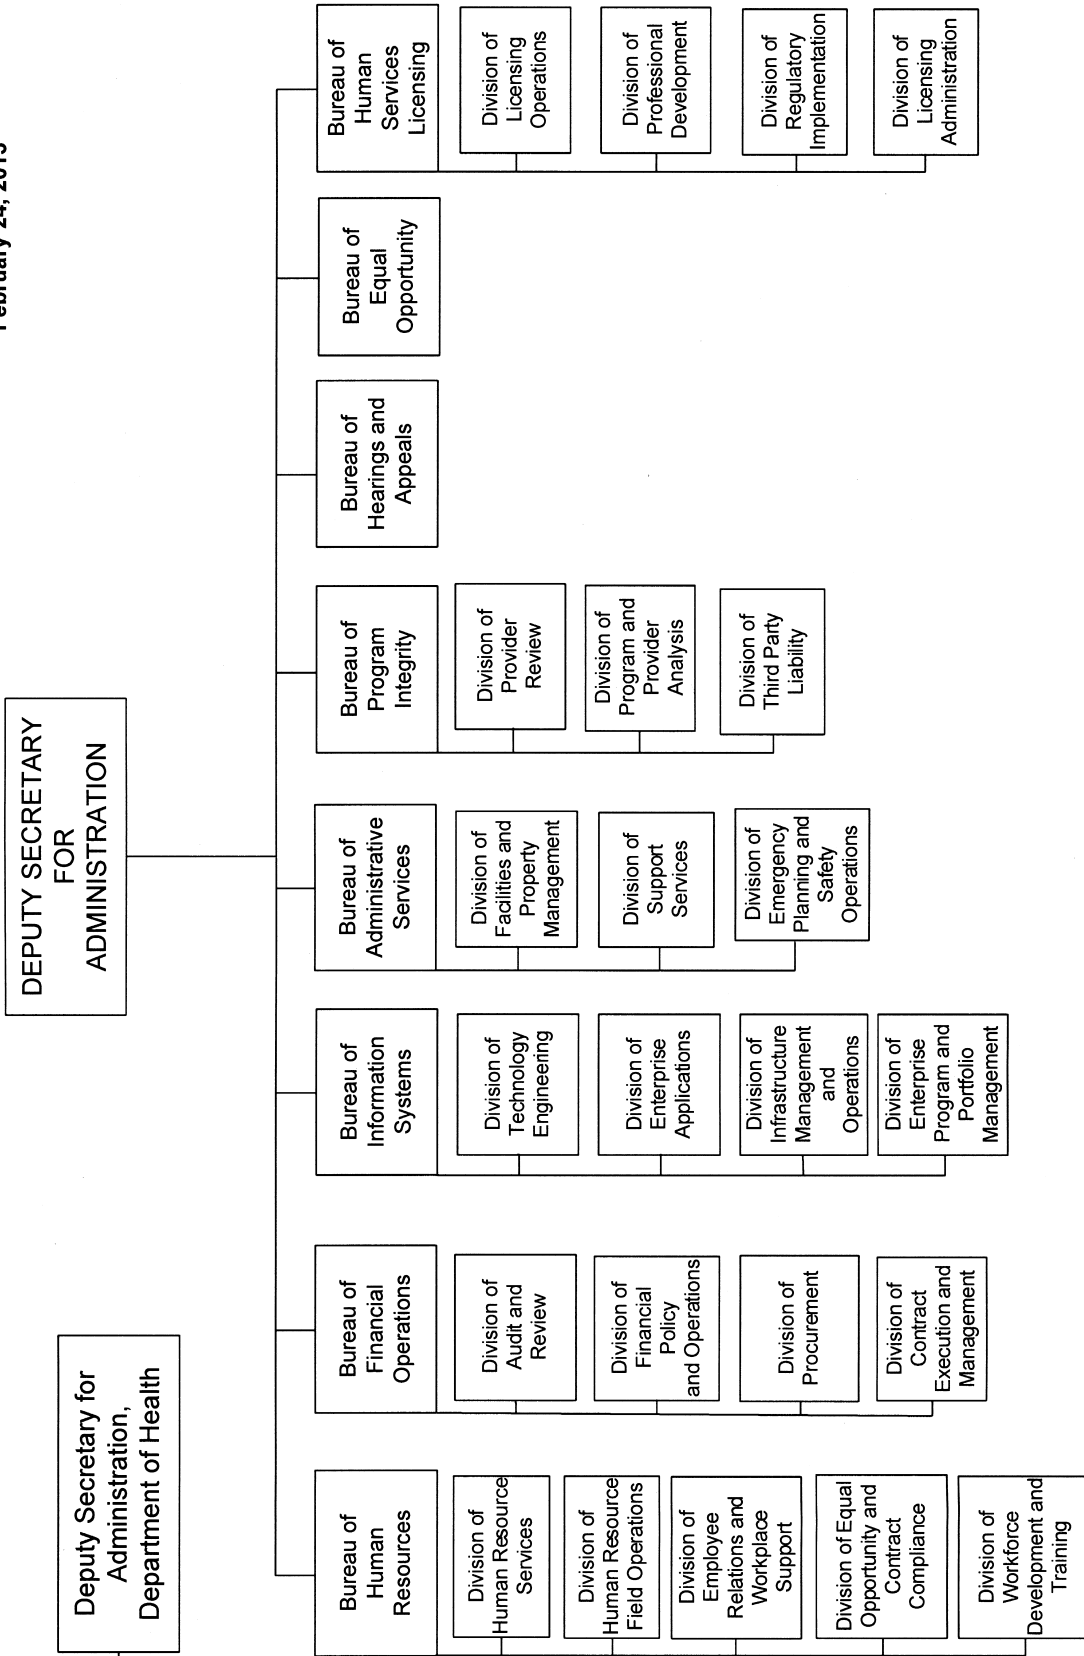 February 24,
DEPUTY SECRETARY
FOR
ADMINISTRATION
Deputy Secretary for
Administration,
Department of Health
Bureau of
Human
Resources
Division of
Human Resource
Services
Division of
Human Resource
Field Operations
Division of
Employee
Relations and
Workplace
Support
Division of Equal
Opportunity and
Contract
Compliance
Division of
Workforce
Development and
Training
Bureau of
Financial
Operations
Division of
Audit and
Review
Division of
Financial
Policy
and Operations
Division of
Procurement
Division of
Contract
Execution and
Management
Bureau of
Information
Systems
Division of
Technology
Engineering
Division of
Enterprise
Applications
Division of
Infrastructure
Management
and
Operations
Division of
Enterprise
Program and
Portfolio
Management
Bureau of
Administrative
Services
Division of
Facilities and
Property
Management
Division of
Support
Services
Division of
Emergency
Planning and
Safety
Operations
Bureau of
Program
Integrity
Division of
Provider
Review
Division of
Program and
Provider
Analysis
Division of
Third Party
Liability
Bureau of
Hearings and
Appeals
Bureau of
Equal
Opportunity
Bureau of
Human
Services
Licensing
Division of
Licensing
Operations
Division of
Professional
Development
Division of
Regulatory
Implementation
Division of
Licensing
Administration